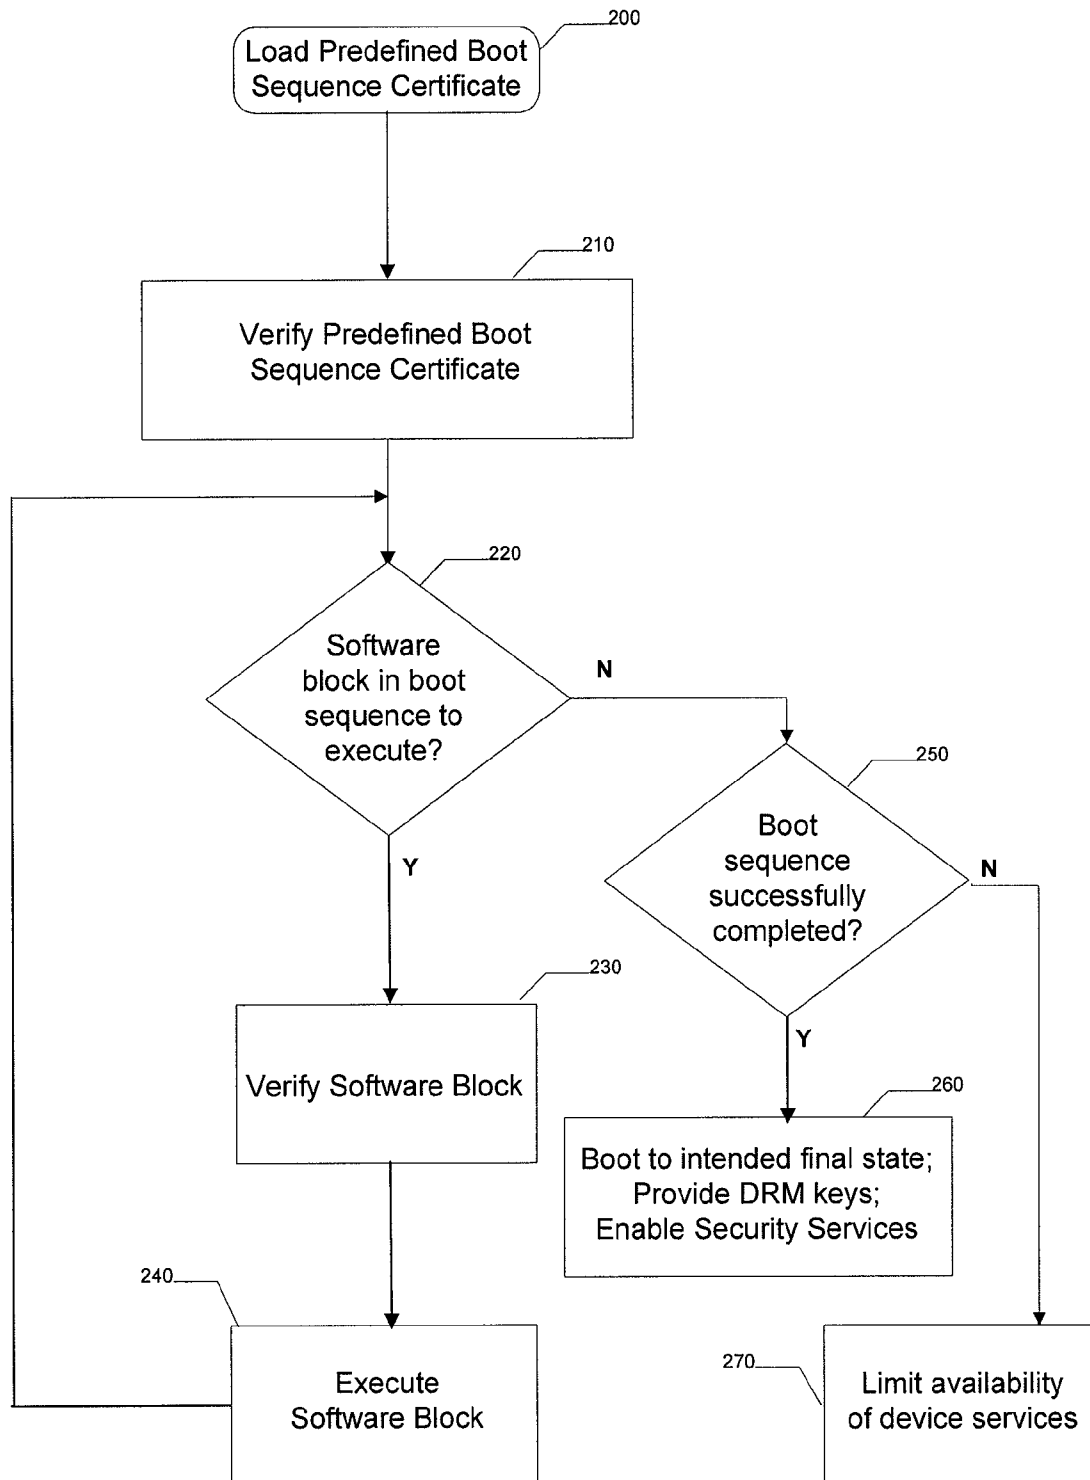 200
Load Predefined Boot
Sequence Certificate
210
Verify Predefined Boot
Sequence Certificate
220
Software
block in boot
sequence to
execute?
N
Y
250
Boot
sequence
successfully
completed?
N
Y
230
Verify Software Block
260
Boot to intended final state;
Provide DRM keys;
Enable Security Services
240
Execute
Software Block
270
Limit availability
of device services